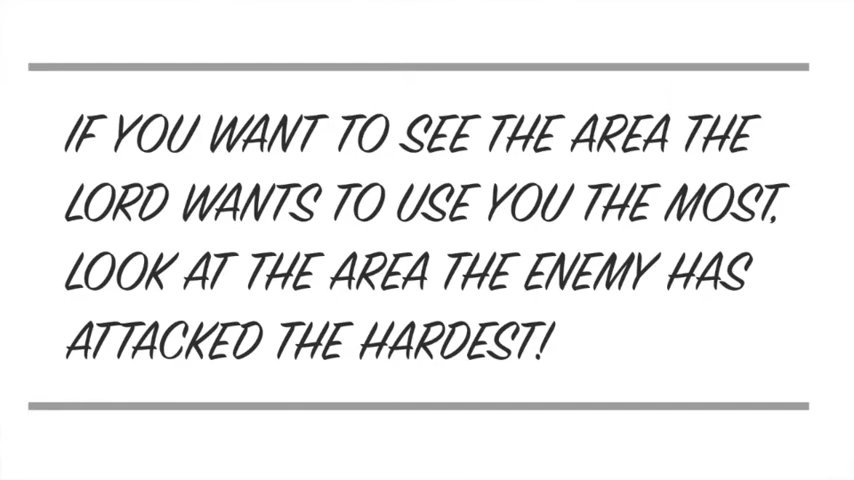 IF YOU WANT TO SEE THE AREA THE
LORD WANTS TO USE YOU THE MOST,
LOOK AT THE AREA THE ENEMY HAS
ATTACKED THE HARDEST!